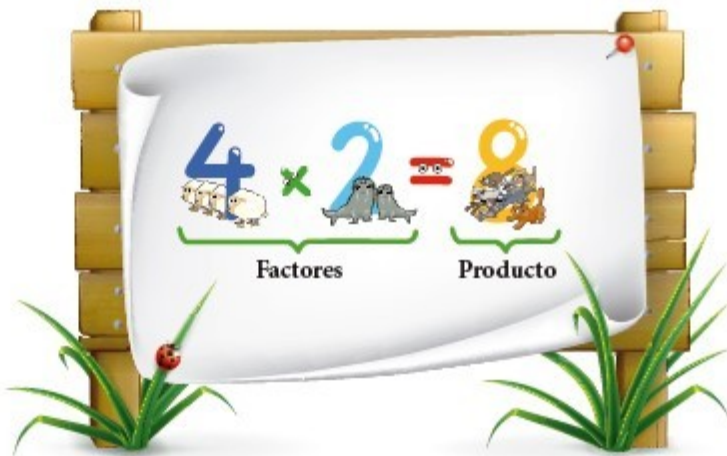 4 x 2 = 8
Factores Producto